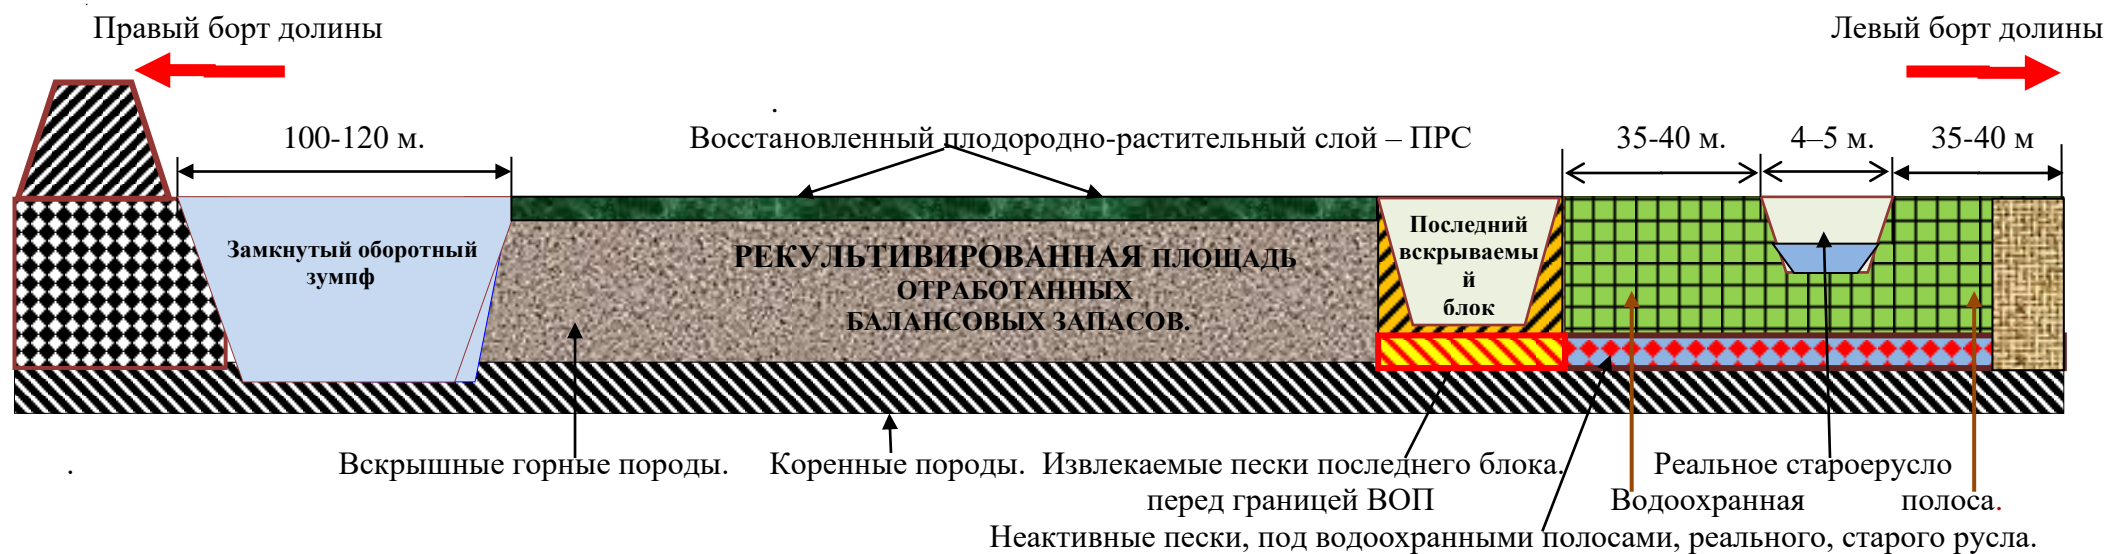 Правый борт долины
Левый борт долины
100-120 м.
Восстановленный плодородно-растительный слой – ПРС
35-40 м.
4–5 м.
35-40 м
Замкнутый оборотный
зумпф
РЕКУЛЬТИВИРОВАННАЯ ПЛОЩАДЬ
ОТРАБОТАННЫХ
БАЛАНСОВЫХ ЗАПАСОВ.
Последний
вскрываемы
й
блок
Вскрышные горные породы.
Коренные породы.
Извлекаемые пески последнего блока.
перед границей ВОП
Реальное староерусло
Водоохранная полоса.
Неактивные пески, под водоохранными полосами, реального, старого русла.